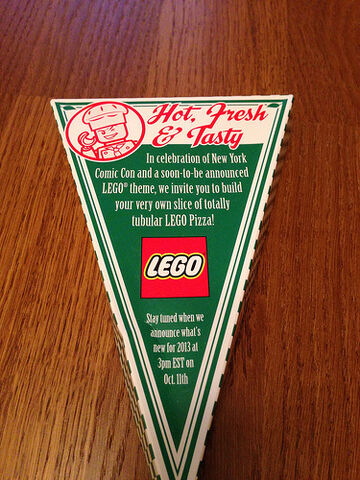 Hot, Fresh
& Tasty
In celebration of New York
Comic Con and a soon-to-be announced
LEGO® theme, we invite you to build
your very own slice of totally
tubular LEGO Pizza!
LEGO
Stay tuned when we
announce what's
new for 2013 at
3pm EST on
Oct. 11th